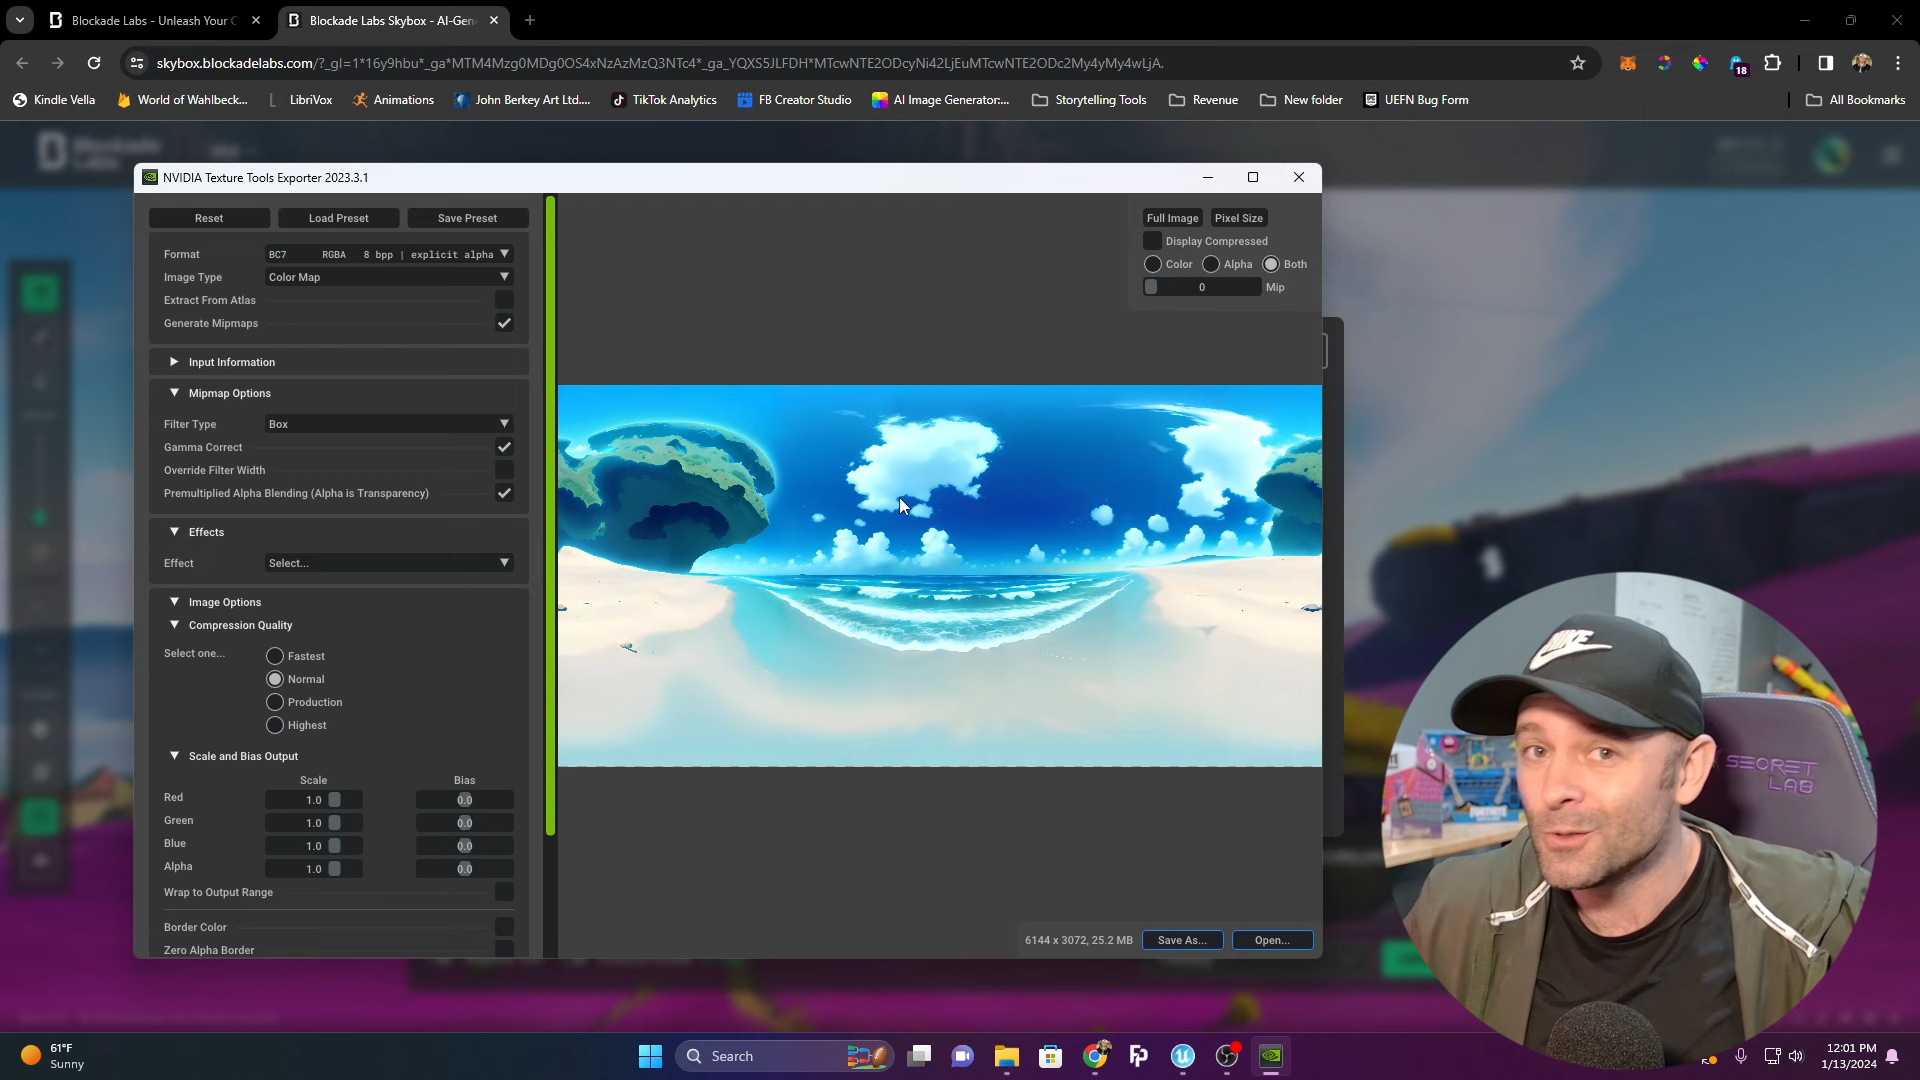 Blockade Labs - Unleash Your C
Blockade Labs Skybox - AI-Gen
skybox.blockadelabs.com/?_gl=1*16y9hbu*_ga*MTM4Mzg0MDg0OS4xNzAzMzQ3NTc4*_ga_YQXS5JLFDH*MTcwNTE2ODcyNi42LjEuMTcwNTE2ODc2My4yMy4wLjA.
18
Kindle Vella
World of Wahlbeck...
LibriVox
Animations
John Berkey Art Ltd....
TikTok Analytics
FB Creator Studio
AI Image Generator:...
Storytelling Tools
Revenue
New folder
UEFN Bug Form
All Bookmarks
Blockade
Labs
NVIDIA Texture Tools Exporter 2023.3.1
Reset
Load Preset
Save Preset
Full Image
Pixel Size
Display Compressed
Color
Alpha
Both
0
Mip
Format
BC7 RGBA 8 bpp | explicit alpha
Image Type
Color Map
Extract From Atlas
Generate Mipmaps
Input Information
Mipmap Options
Filter Type
Box
Gamma Correct
Override Filter Width
Premultiplied Alpha Blending (Alpha is Transparency)
Effects
Effect
Select...
Image Options
Compression Quality
Select one...
Fastest
Normal
Production
Highest
Scale and Bias Output
Scale
Bias
Red
1.0
0.0
Green
1.0
0.0
Blue
1.0
0.0
Alpha
1.0
0.0
Wrap to Output Range
Border Color
Zero Alpha Border
6144 x 3072, 25.2 MB
Save As...
Open...
NIKE
SECRET
LAB
61°F
Sunny
Search
12:01 PM
1/13/2024